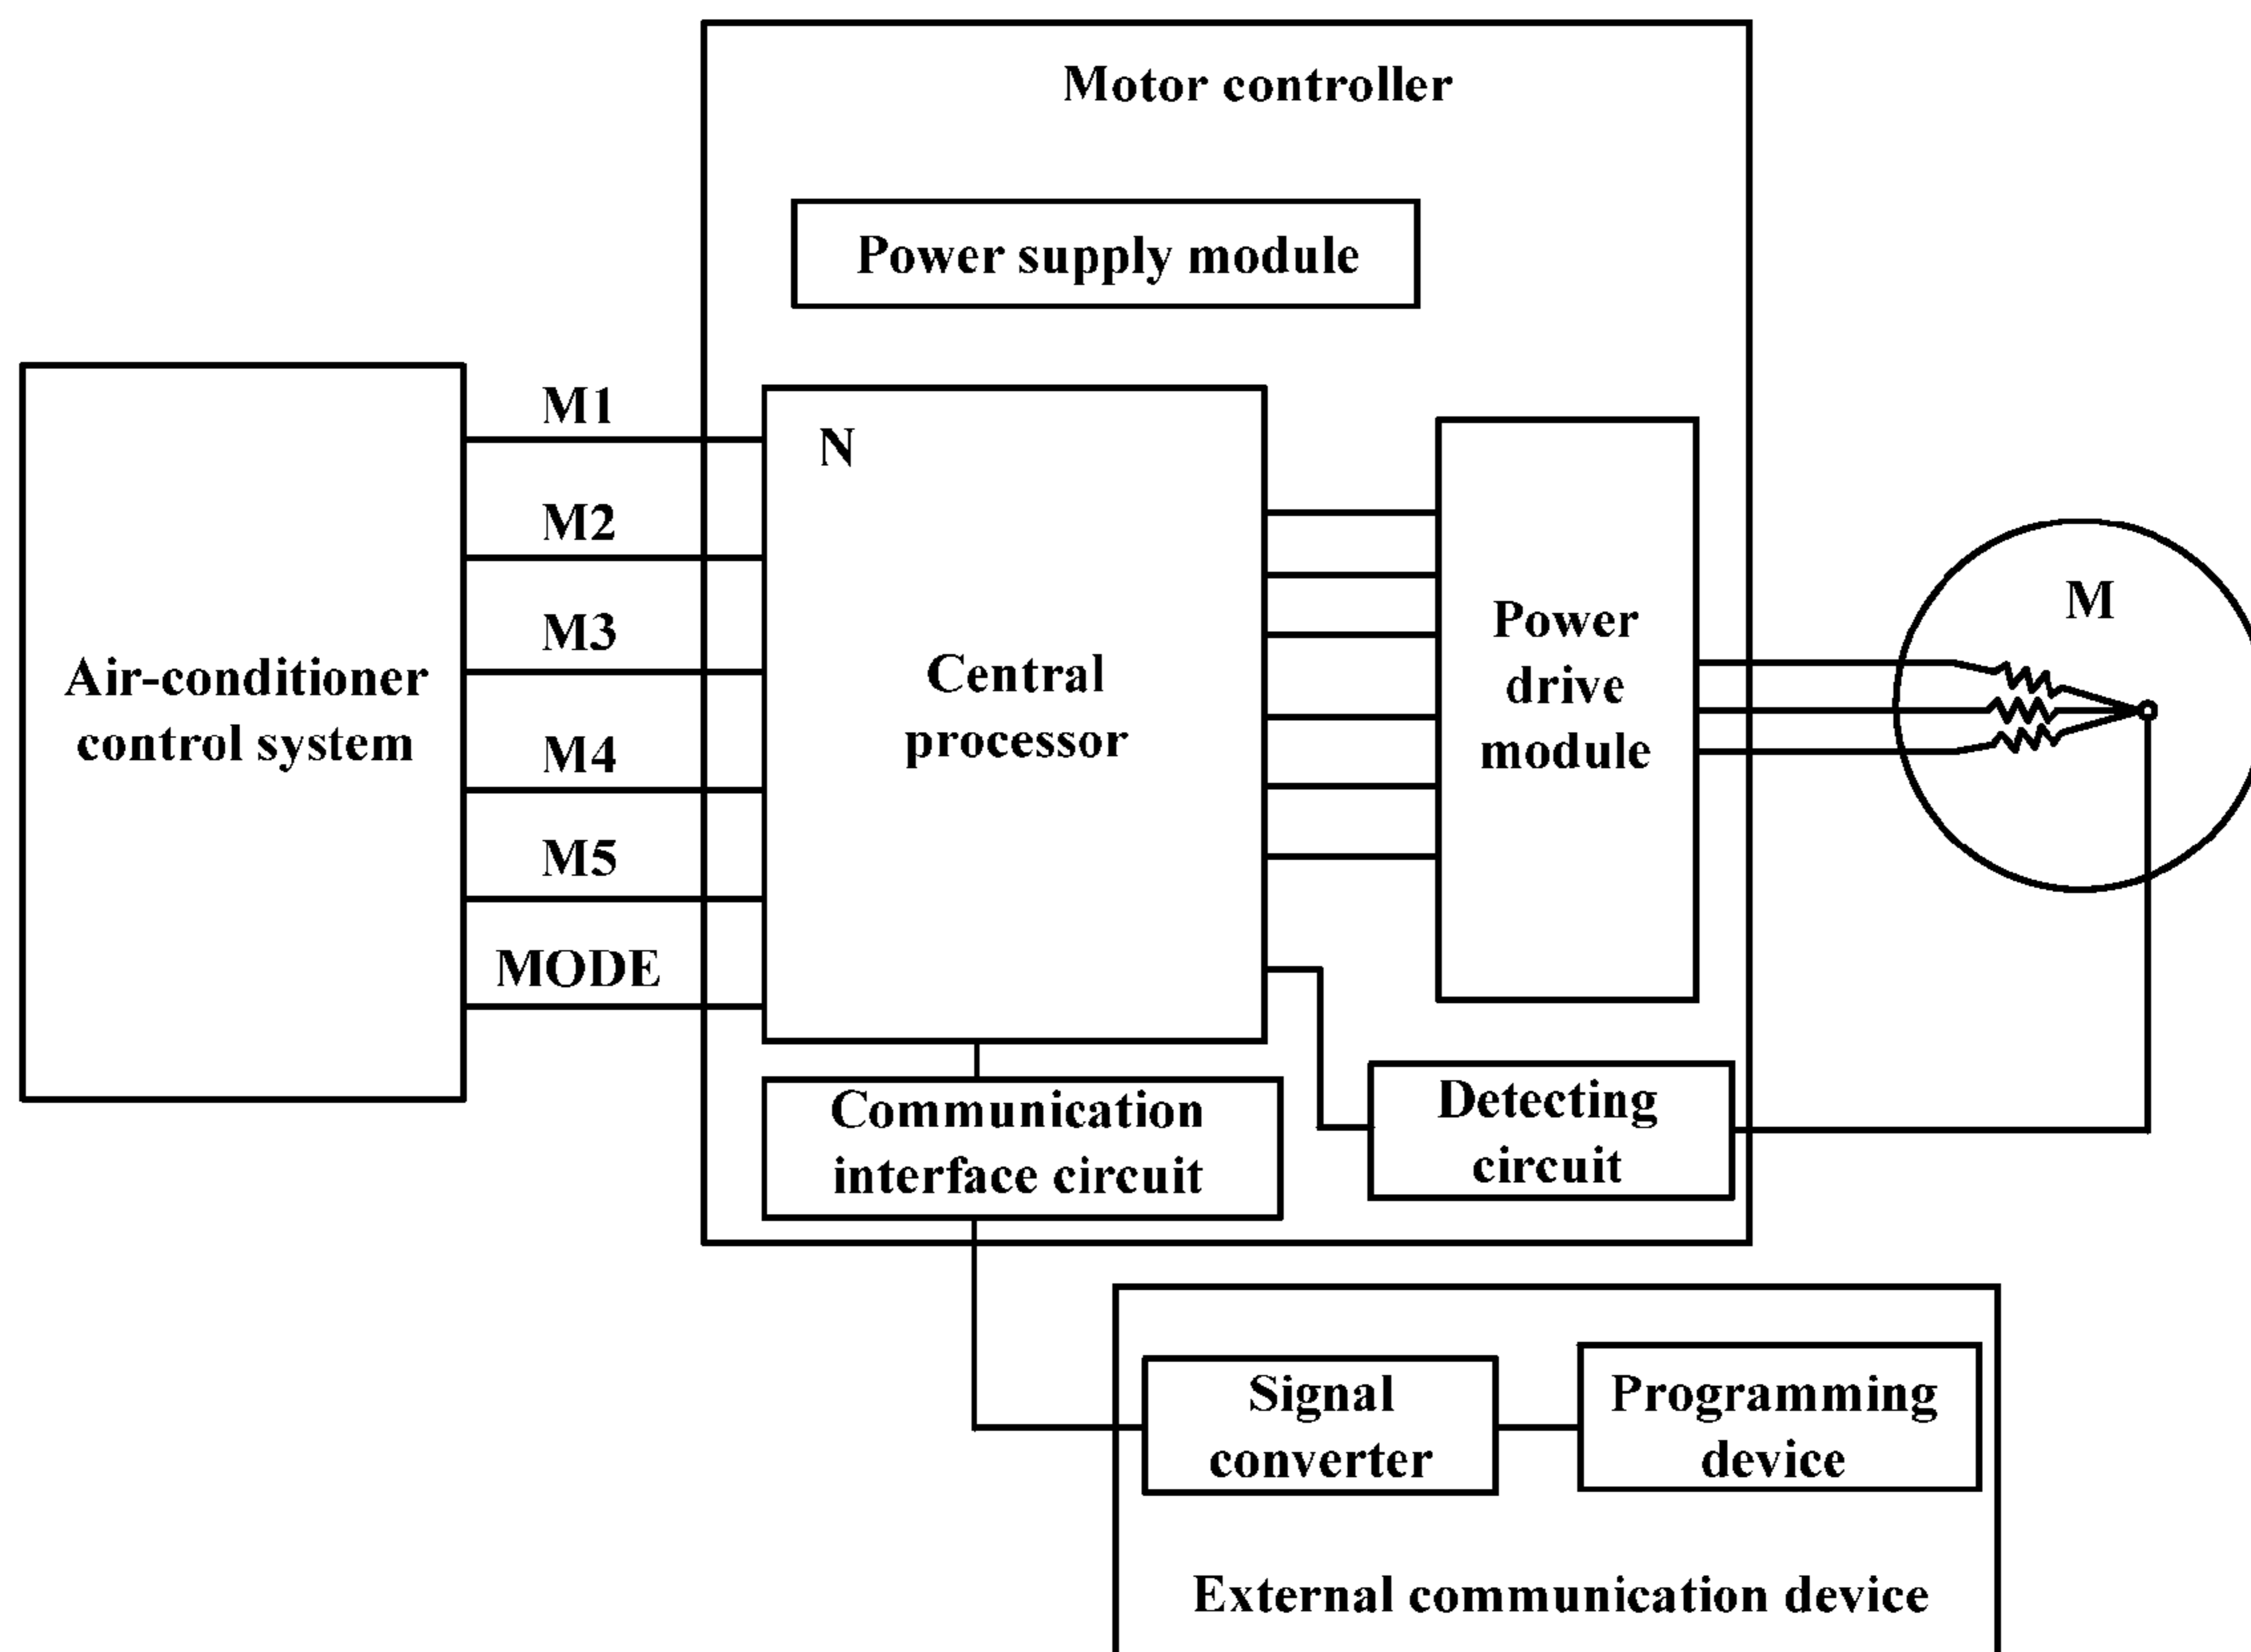 Motor controller
Power supply module
M1
N
M2
M3
M4
M5
MODE
Air-conditioner
control system
Central
processor
Power
drive
module
M
Communication
interface circuit
Detecting
circuit
Signal
converter
Programming
device
External communication device